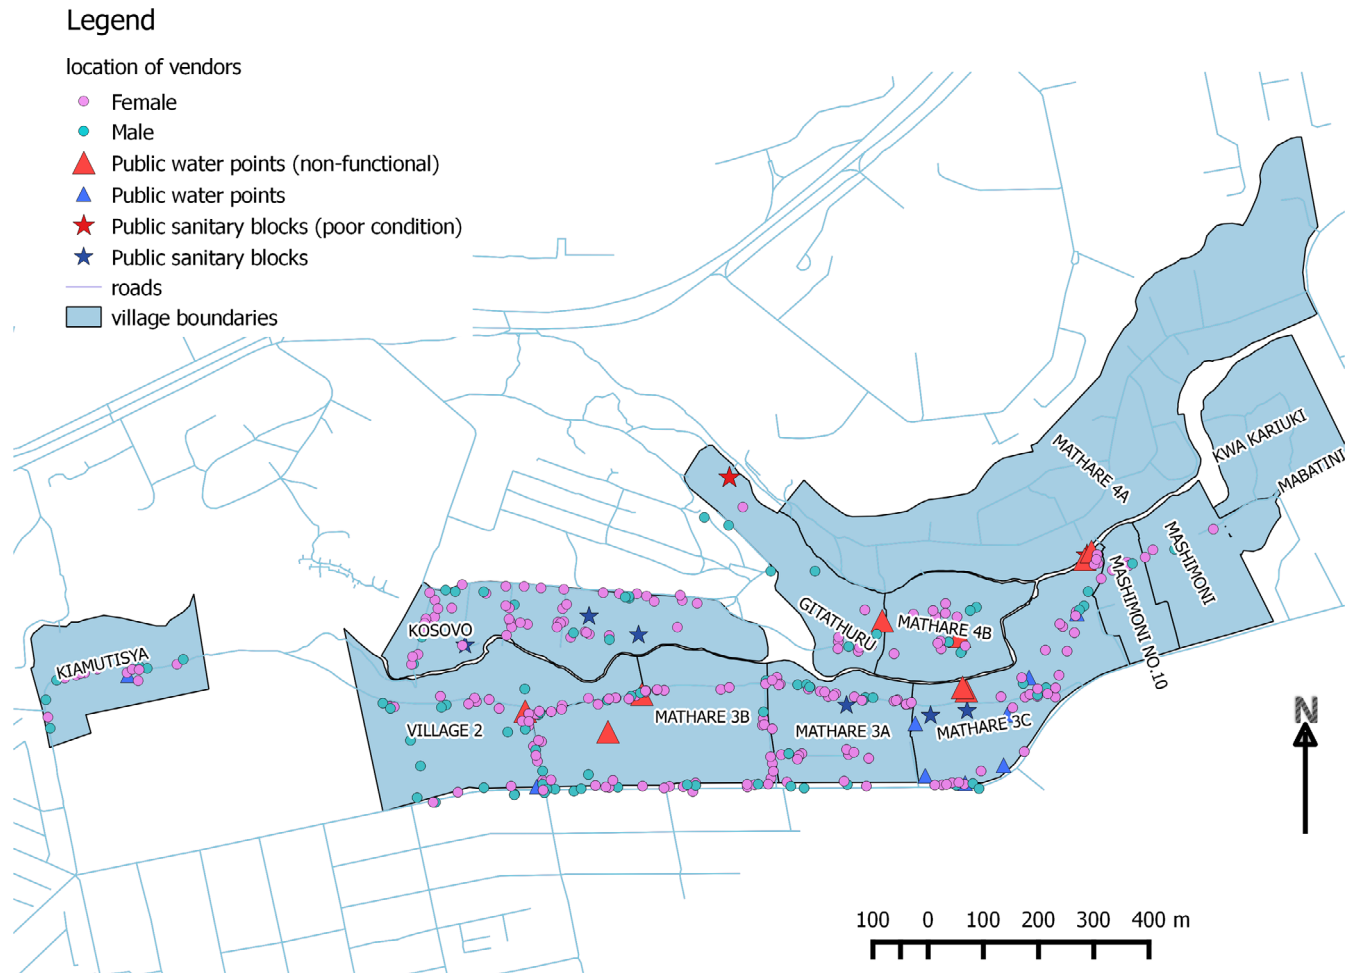 Legend
location of vendors
Female
Male
Public water points (non-functional)
Public water points
Public sanitary blocks (poor condition)
Public sanitary blocks
roads
village boundaries
KWA KARIUKI
MATHARE 4A
MABATINI
MASHIMONI
MASHIMONI NO.10
GITATHURU
MATHARE 4B
KOSOVO
KIAMUTISYA
VILLAGE 2
MATHARE 3B
MATHARE 3A
MATHARE 3C
N
100 0 100 200 300 400 m